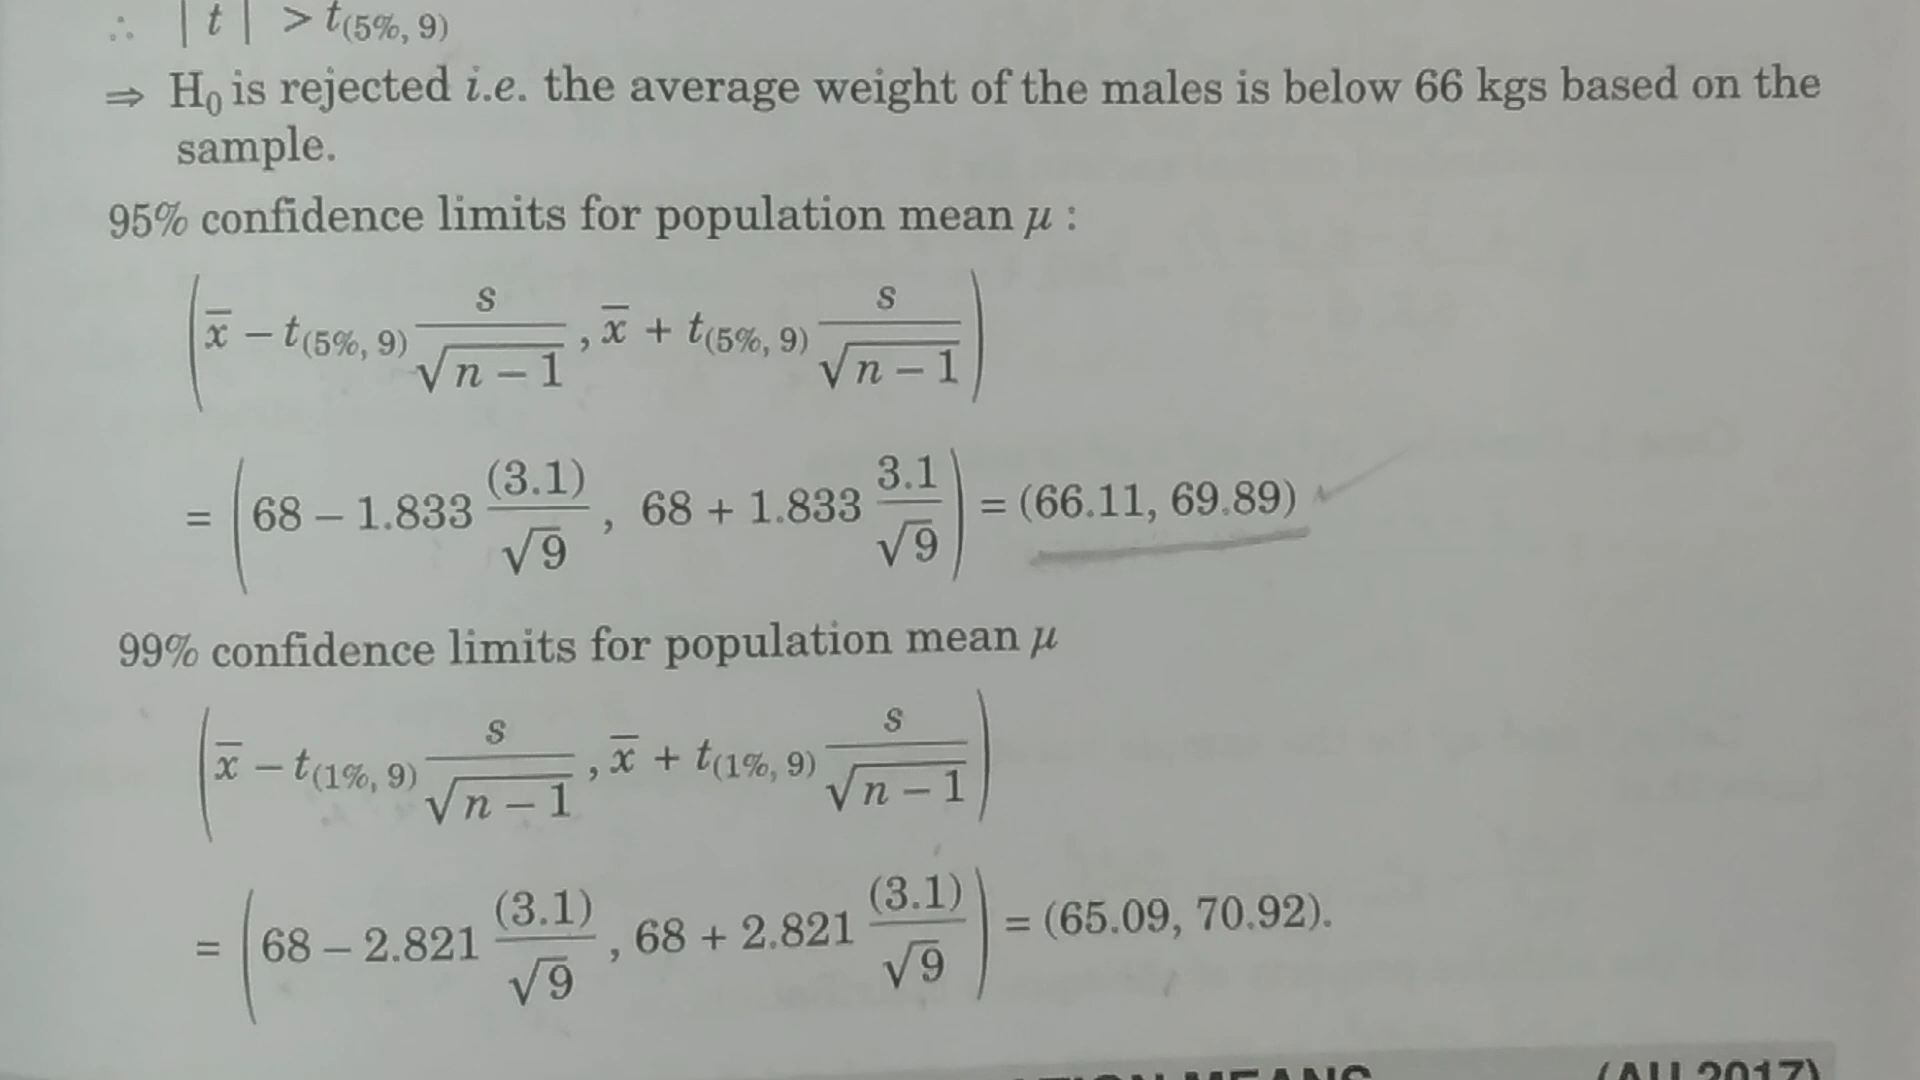 ∴ | t | > t(5%, 9)
⇒ H₀ is rejected i.e. the average weight of the males is below 66 kgs based on the
sample.
95% confidence limits for population mean μ :
(x̄ – t(5%, 9) s/√(n – 1) , x̄ + t(5%, 9) s/√(n – 1))
= (68 – 1.833 (3.1)/√9 , 68 + 1.833 3.1/√9) = (66.11, 69.89)
99% confidence limits for population mean μ
(x̄ – t(1%, 9) s/√(n – 1) , x̄ + t(1%, 9) s/√(n – 1))
= (68 – 2.821 (3.1)/√9 , 68 + 2.821 (3.1)/√9) = (65.09, 70.92).
MEANS (AU 2017)